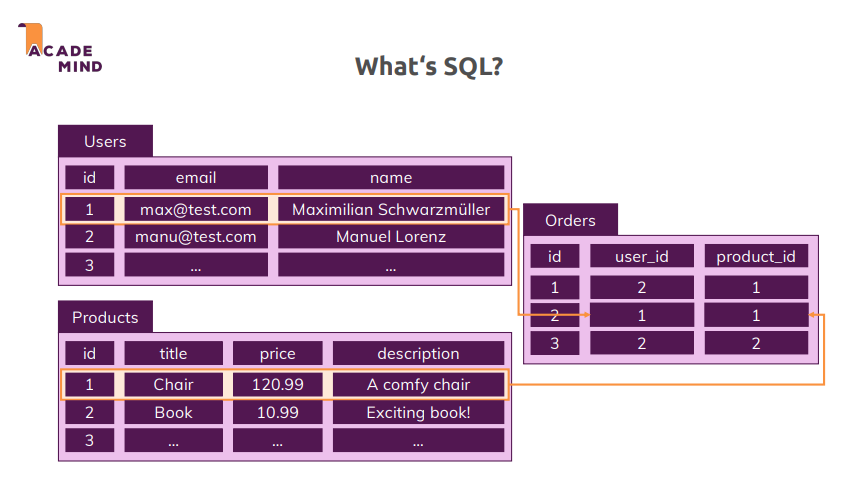 ACADE
MIND
What‘s SQL?
Users
id email name
1 max@test.com Maximilian Schwarzmüller
2 manu@test.com Manuel Lorenz
3 ... ...
Orders
id user_id product_id
1 2 1
2 1 1
3 2 2
Products
id title price description
1 Chair 120.99 A comfy chair
2 Book 10.99 Exciting book!
3 ... ... ...